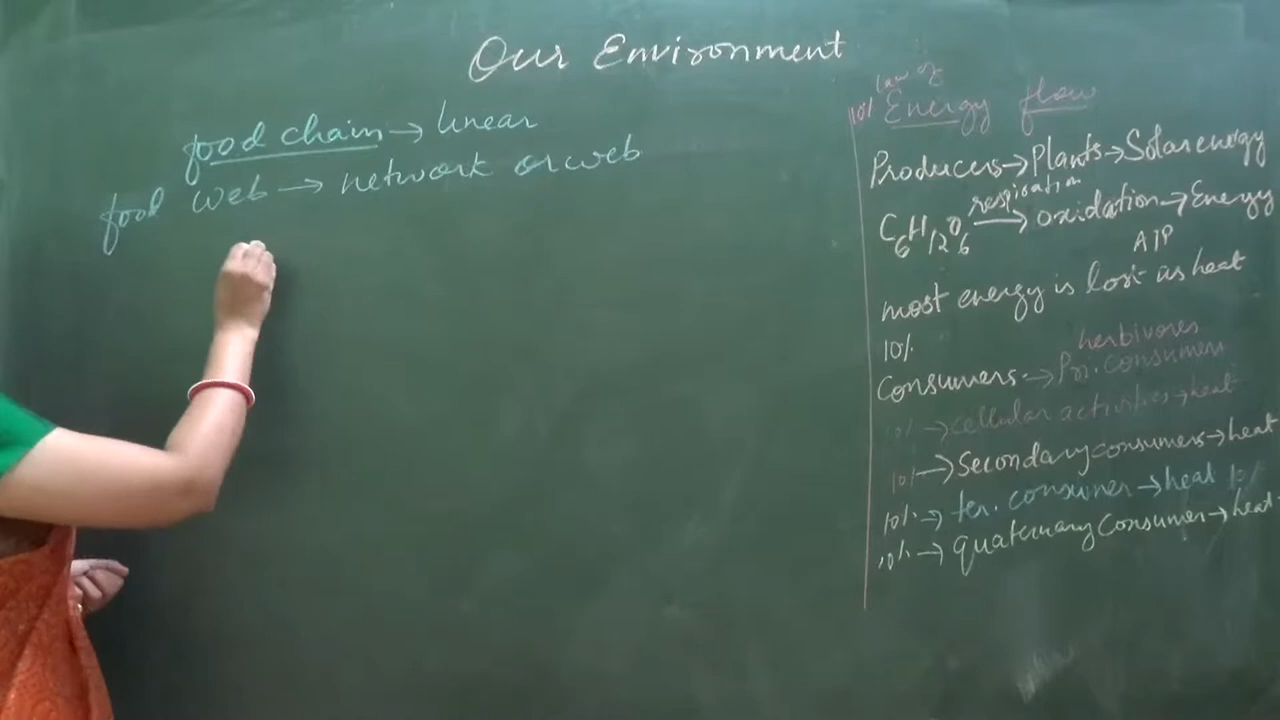 Our Environment
food chain → linear
food web → network or web
10% law of Energy flow
Producers → Plants → Solar energy
C6H12O6 respiration → oxidation → Energy
ATP
most energy is lost as heat
10%
herbivores
Consumers → Pri. Consumers
10% → cellular activities → heat
10% → Secondary consumers → heat
10% → ter. consumer → heat 10%
10% → quaternary Consumer → heat